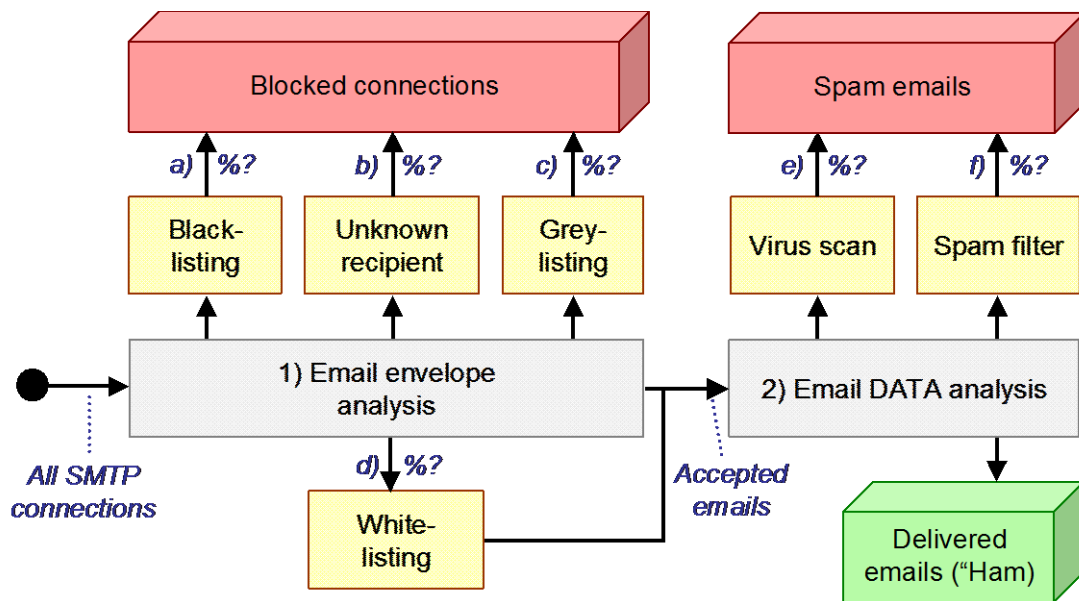 Blocked connections
Spam emails
a) %?
b) %?
c) %?
e) %?
f) %?
Black-
listing
Unknown
recipient
Grey-
listing
Virus scan
Spam filter
1) Email envelope
analysis
2) Email DATA analysis
d) %?
All SMTP
connections
Accepted
emails
White-
listing
Delivered
emails (“Ham)